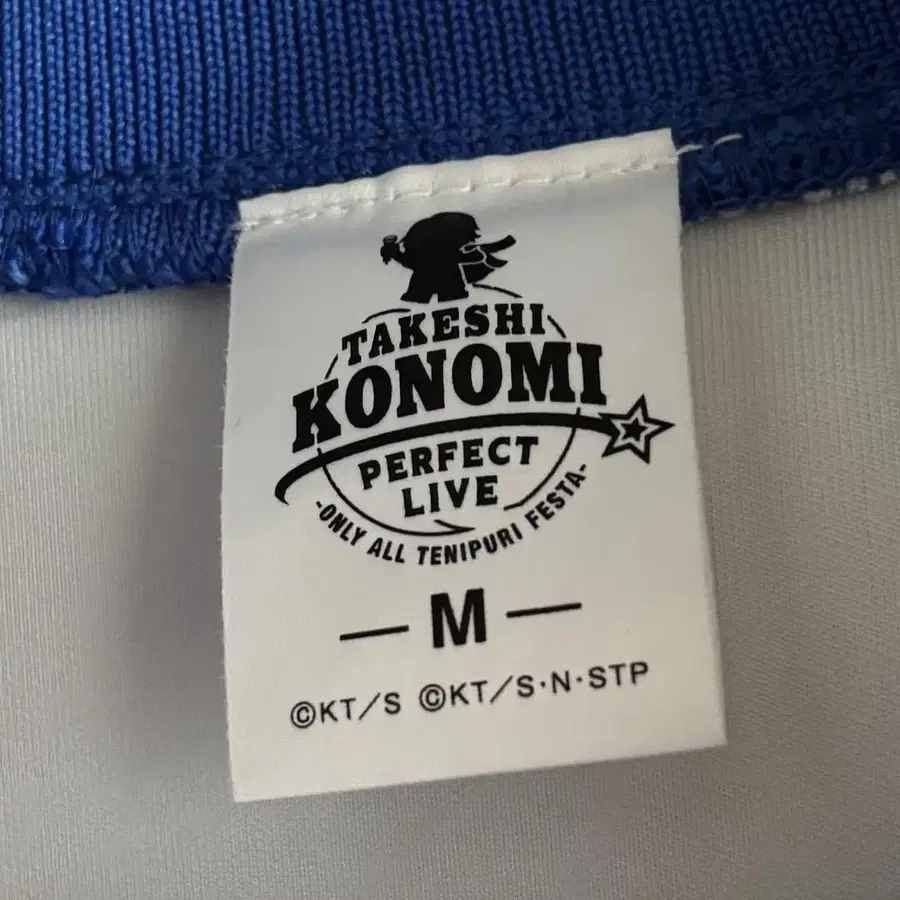 TAKESHI
KONOMI
PERFECT
LIVE
-ONLY ALL TENIPURI FESTA-
— M —
©KT/S ©KT/S·N·STP